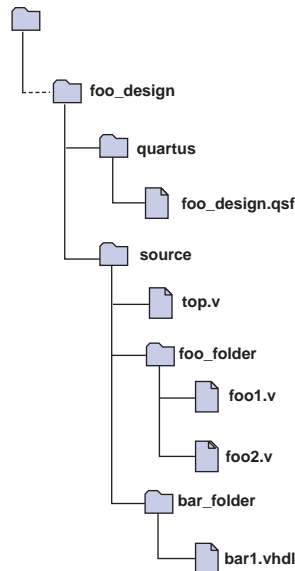 foo_design
quartus
foo_design.qsf
source
top.v
foo_folder
foo1.v
foo2.v
bar_folder
bar1.vhdl